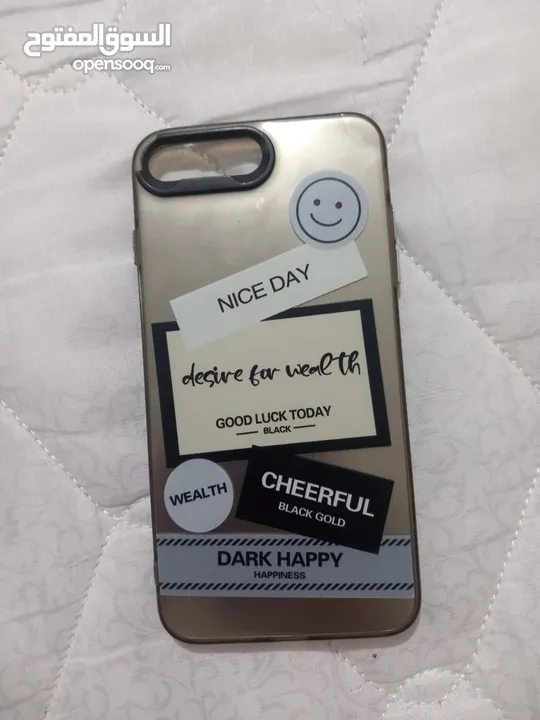 السوق المفتوح
opensooq.com
NICE DAY
desire for wealth
GOOD LUCK TODAY
BLACK
WEALTH
CHEERFUL
BLACK GOLD
DARK HAPPY
HAPPINESS